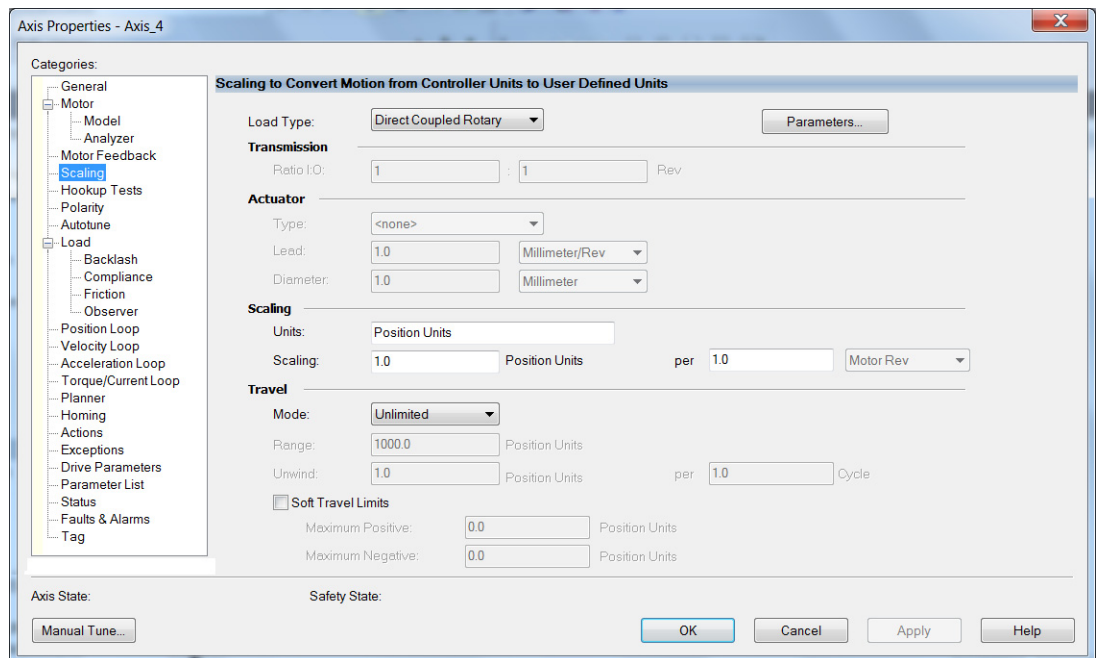 Axis Properties - Axis_4
X
Categories:
General
Motor
Model
Analyzer
Motor Feedback
Scaling
Hookup Tests
Polarity
Autotune
Load
Backlash
Compliance
Friction
Observer
Position Loop
Velocity Loop
Acceleration Loop
Torque/Current Loop
Planner
Homing
Actions
Exceptions
Drive Parameters
Parameter List
Status
Faults & Alarms
Tag
Scaling to Convert Motion from Controller Units to User Defined Units
Load Type: Direct Coupled Rotary Parameters...
Transmission
Ratio I:O: 1 : 1 Rev
Actuator
Type: <none>
Lead: 1.0 Millimeter/Rev
Diameter: 1.0 Millimeter
Scaling
Units: Position Units
Scaling: 1.0 Position Units per 1.0 Motor Rev
Travel
Mode: Unlimited
Range: 1000.0 Position Units
Unwind: 1.0 Position Units per 1.0 Cycle
Soft Travel Limits
Maximum Positive: 0.0 Position Units
Maximum Negative: 0.0 Position Units
Axis State: Safety State:
Manual Tune... OK Cancel Apply Help